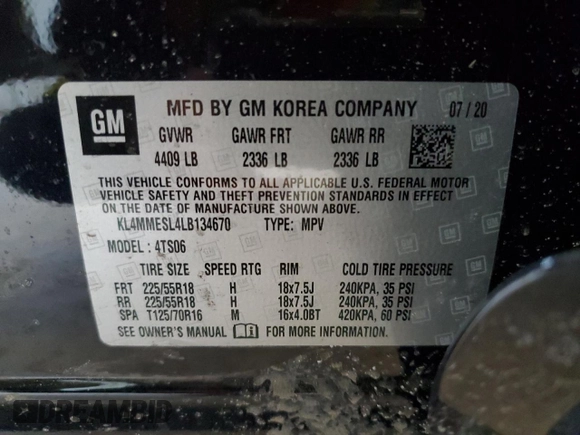 GM
MFD BY GM KOREA COMPANY 07 / 20
GVWR GAWR FRT GAWR RR
4409 LB 2336 LB 2336 LB
THIS VEHICLE CONFORMS TO ALL APPLICABLE U.S. FEDERAL MOTOR
VEHICLE SAFETY AND THEFT PREVENTION STANDARDS IN EFFECT
ON THE DATE OF MANUFACTURE SHOWN ABOVE.
KL4MMESL4LB134670 TYPE: MPV
MODEL : 4TS06
TIRE SIZE SPEED RTG RIM COLD TIRE PRESSURE
FRT 225/55R18 H 18x7.5J 240KPA, 35 PSI
RR 225/55R18 H 18x7.5J 240KPA, 35 PSI
SPA T125/70R16 M 16x4.0BT 420KPA, 60 PSI
SEE OWNER'S MANUAL FOR MORE INFORMATION.
DREAMBID